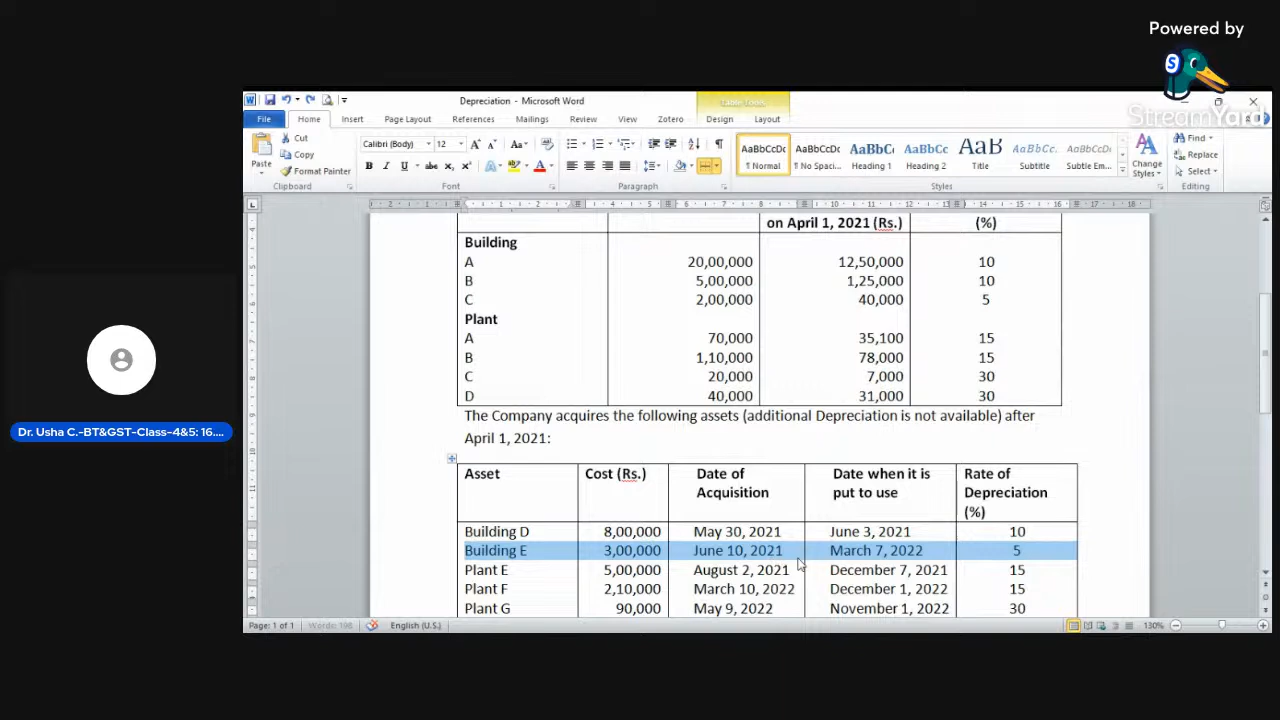 Powered by
StreamYard
Depreciation - Microsoft Word
Table Tools
File Home Insert Page Layout References Mailings Review View Zotero Design Layout
Cut
Copy
Format Painter
Paste
Clipboard
Calibri (Body) 12
Font
Paragraph
AaBbCcDc AaBbCcDc AaBbCc AaBbCc AaB AaBbCc. AaBbCcDc
¶ Normal ¶ No Spaci... Heading 1 Heading 2 Title Subtitle Subtle Em...
Change Styles
Styles
Find
Replace
Select
Editing
on April 1, 2021 (Rs.) (%)
Building
A 20,00,000 12,50,000 10
B 5,00,000 1,25,000 10
C 2,00,000 40,000 5
Plant
A 70,000 35,100 15
B 1,10,000 78,000 15
C 20,000 7,000 30
D 40,000 31,000 30
The Company acquires the following assets (additional Depreciation is not available) after
April 1, 2021:
Asset Cost (Rs.) Date of Acquisition Date when it is put to use Rate of Depreciation (%)
Building D 8,00,000 May 30, 2021 June 3, 2021 10
Building E 3,00,000 June 10, 2021 March 7, 2022 5
Plant E 5,00,000 August 2, 2021 December 7, 2021 15
Plant F 2,10,000 March 10, 2022 December 1, 2022 15
Plant G 90,000 May 9, 2022 November 1, 2022 30
Page: 1 of 1 Words: 198 English (U.S.) 130%
Dr. Usha C.-BT&GST-Class-4&5: 16....